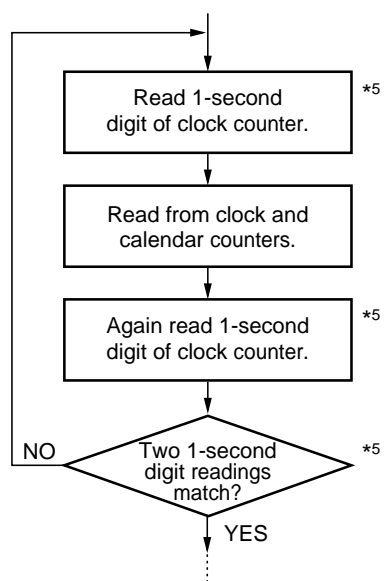 Read 1-second
digit of clock counter.
*5
Read from clock and
calendar counters.
Again read 1-second
digit of clock counter.
*5
NO
Two 1-second
digit readings
match?
*5
YES